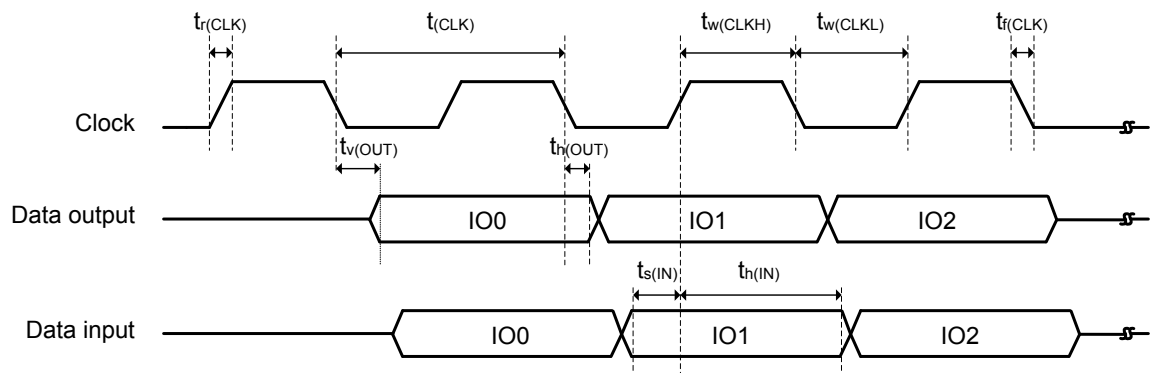 tr(CLK) t(CLK) tw(CLKH) tw(CLKL) tf(CLK)
Clock
tv(OUT) th(OUT)
Data output IO0 IO1 IO2
ts(IN) th(IN)
Data input IO0 IO1 IO2